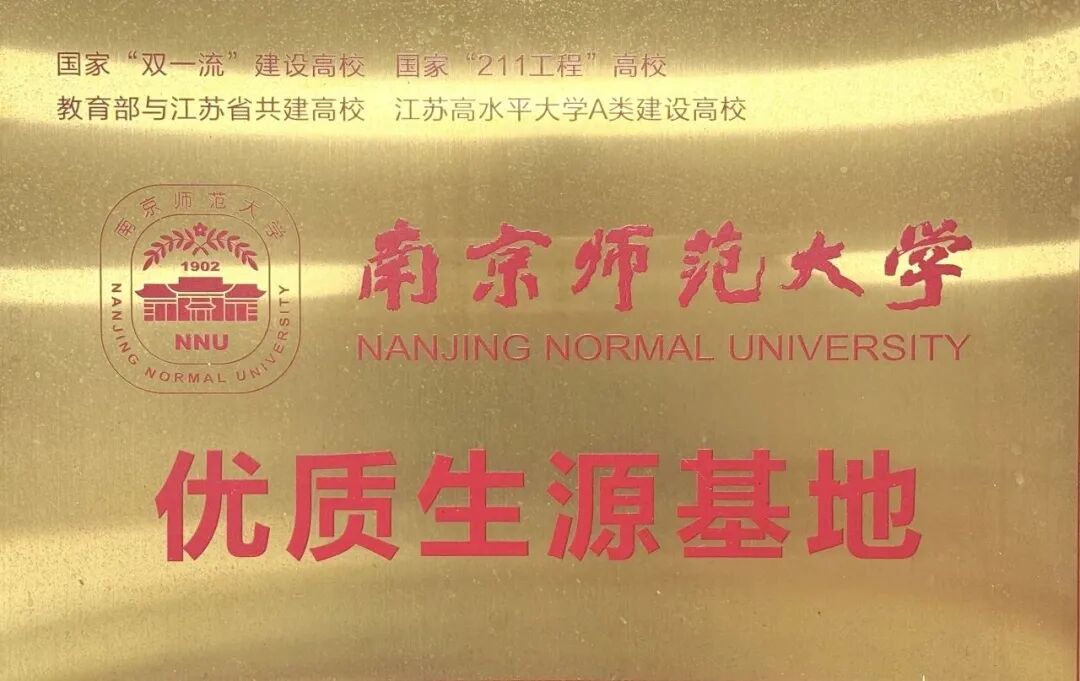 国家“双一流”建设高校 国家“211工程”高校
教育部与江苏省共建高校 江苏高水平大学A类建设高校
南京师范大学
1902
NNU
NANJING NORMAL UNIVERSITY
南京师范大学
NANJING NORMAL UNIVERSITY
优质生源基地